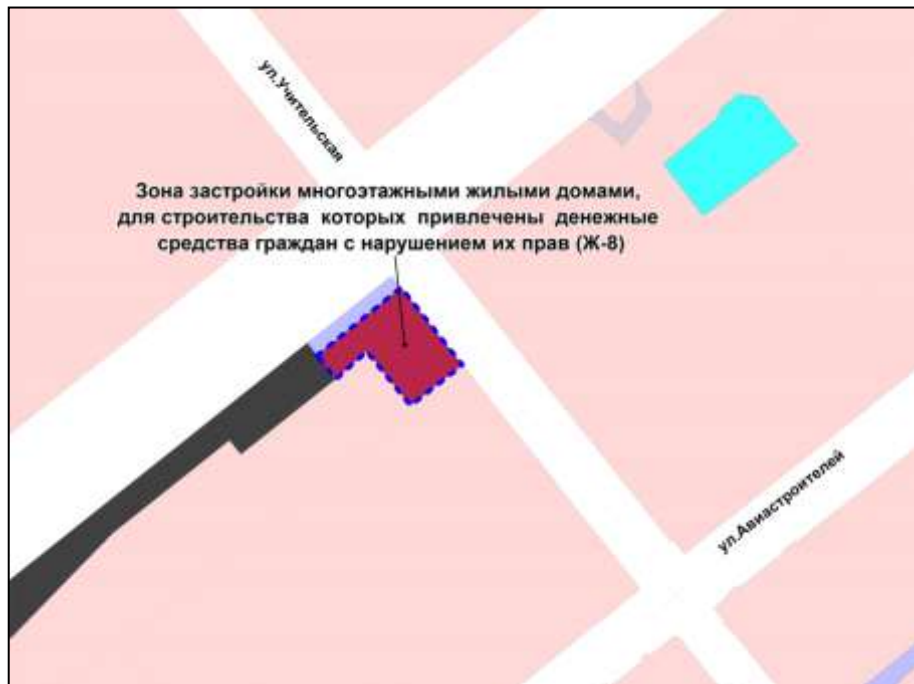 ул.Учительская
Зона застройки многоэтажными жилыми домами,
для строительства которых привлечены денежные
средства граждан с нарушением их прав (Ж-8)
ул.Авиастроителей